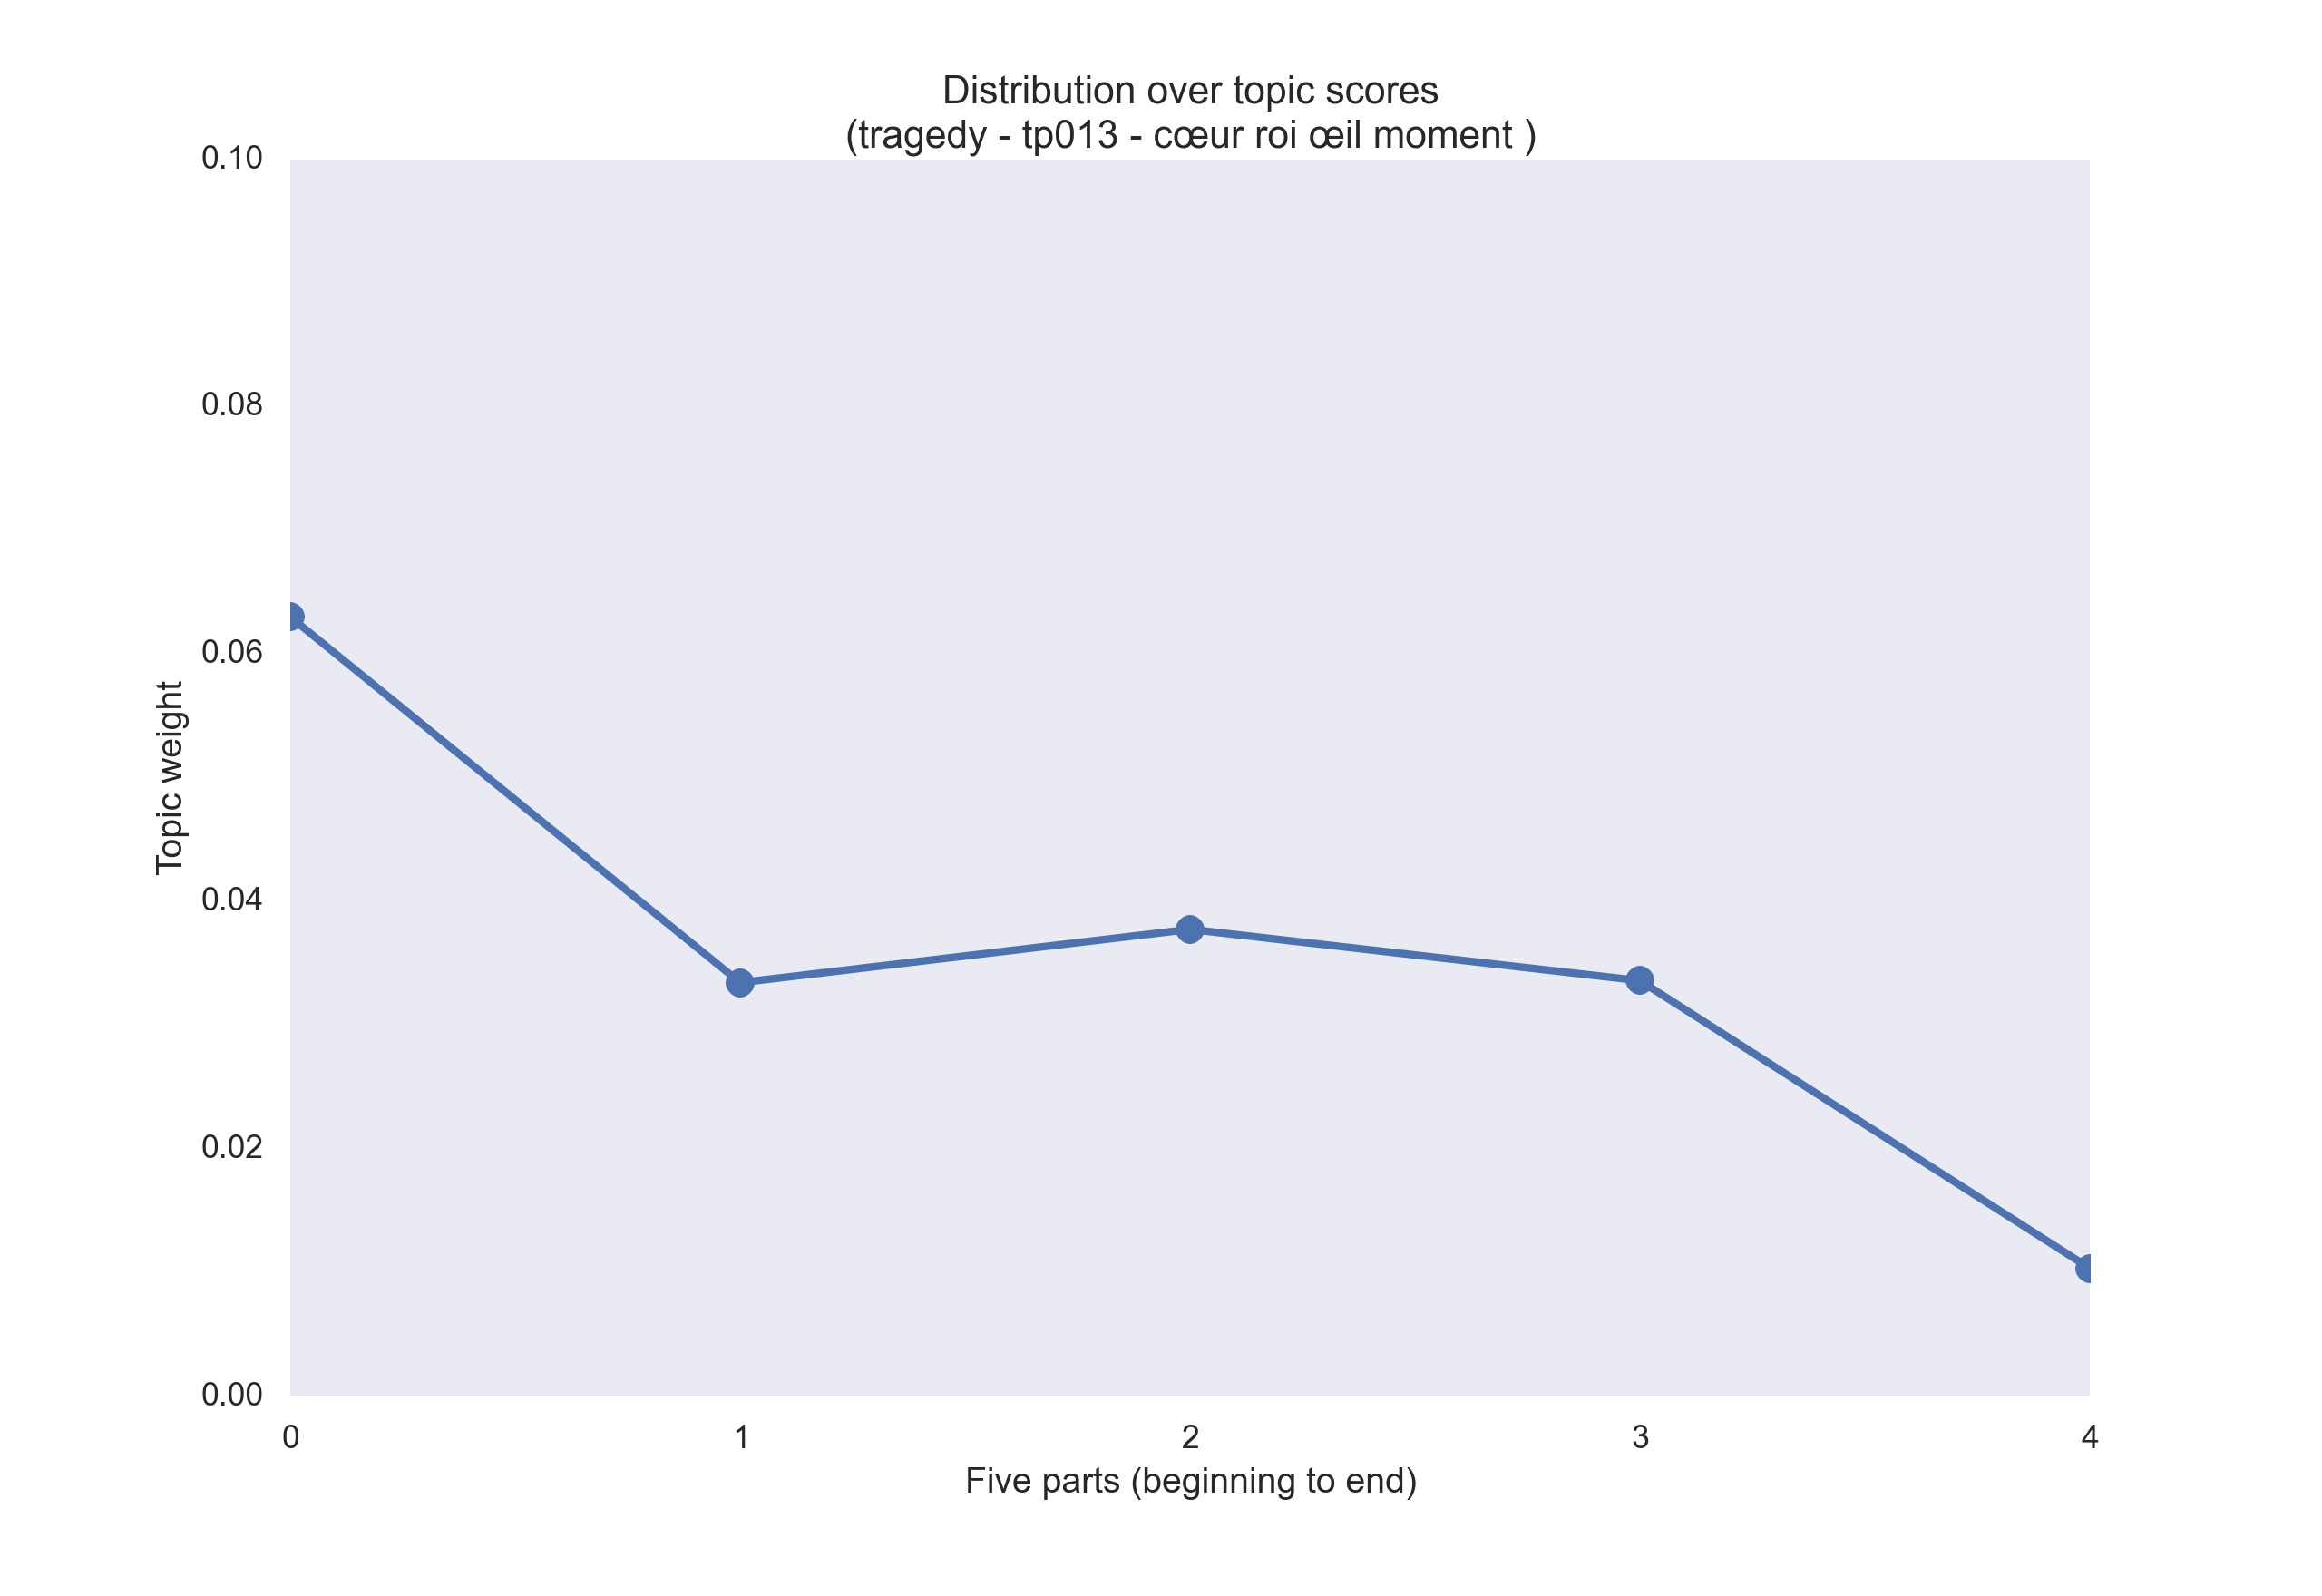 Distribution over topic scores
(tragedy - tp013 - cœur roi œil moment )
0.10
0.08
0.06
0.04
0.02
0.00
Topic weight
0 1 2 3 4
Five parts (beginning to end)